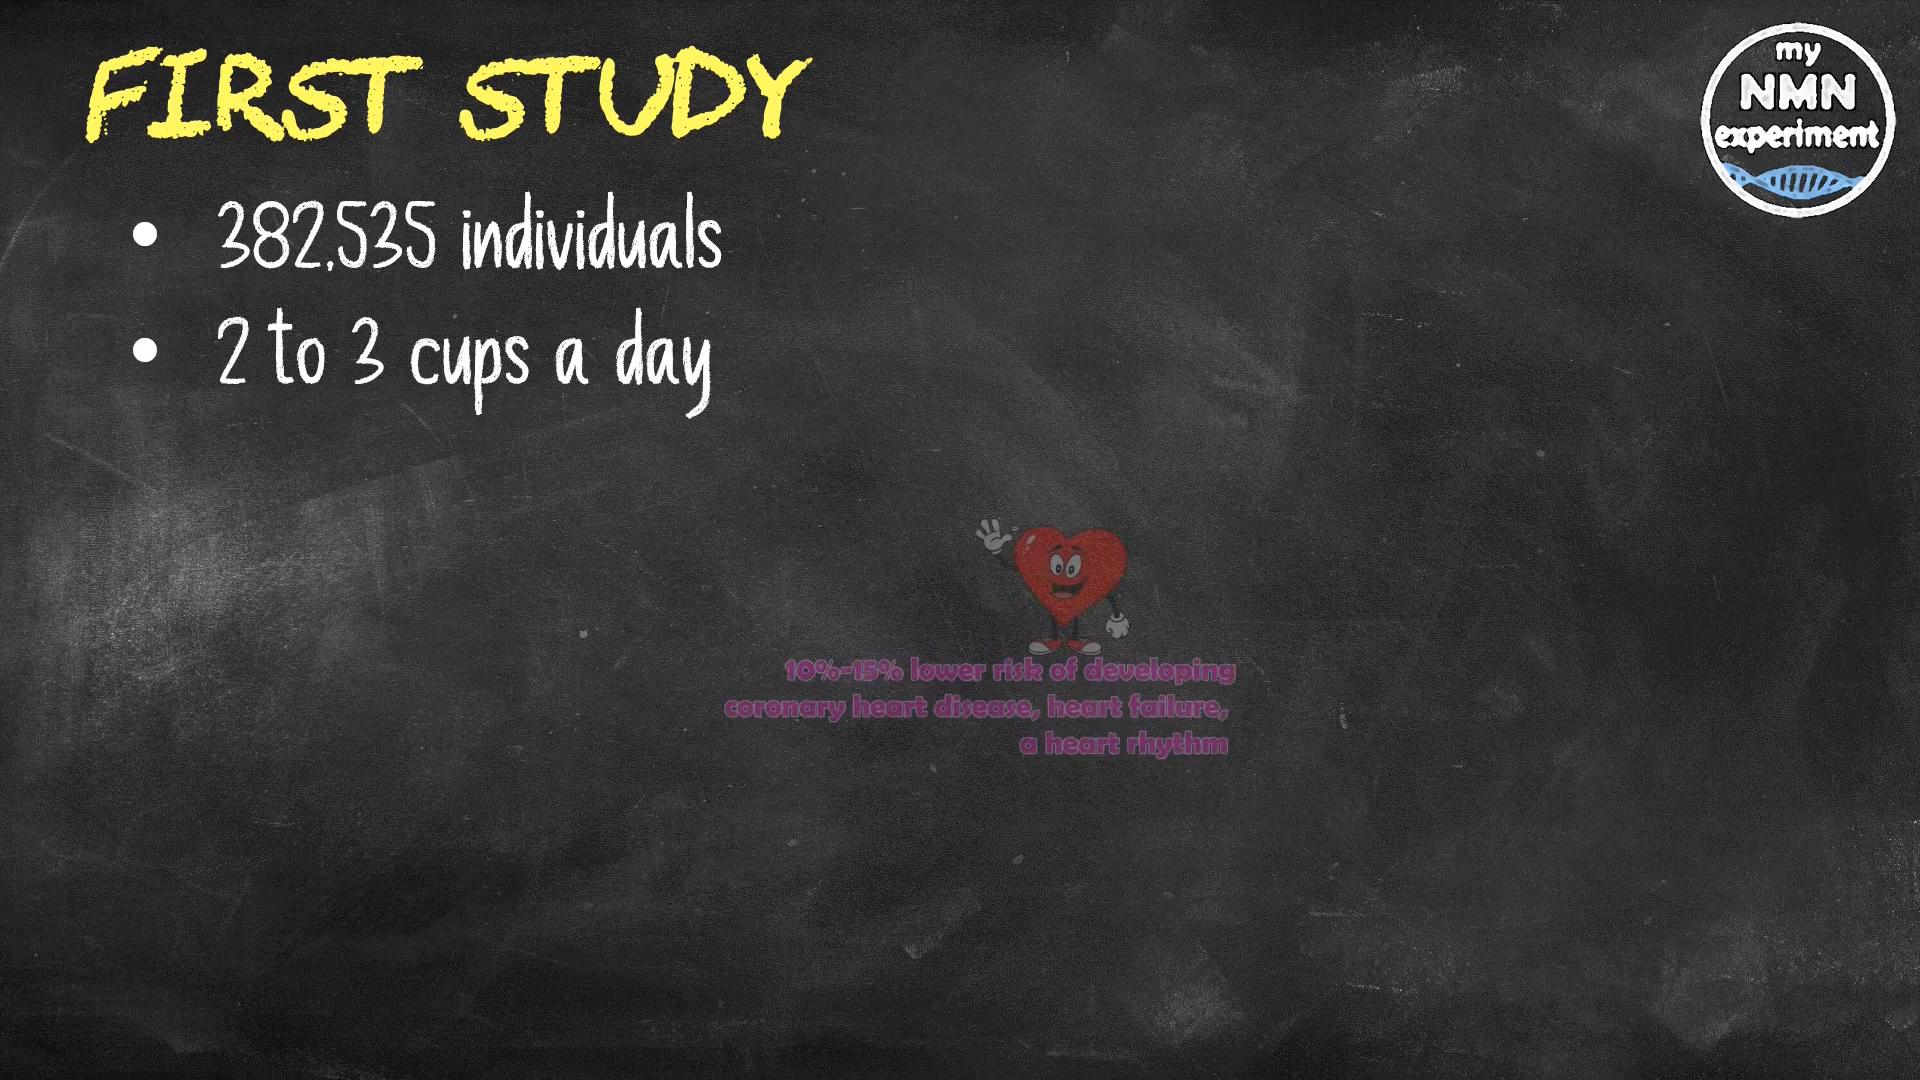 FIRST STUDY
my
NMN
experiment
• 382,535 individuals
• 2 to 3 cups a day
10%-15% lower risk of developing
coronary heart disease, heart failure,
a heart rhythm